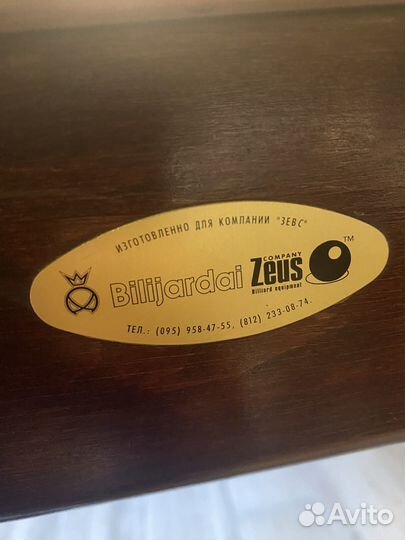 ИЗГОТОВЛЕННО ДЛЯ КОМПАНИИ "ЗЕВС"
Bilijardai Zeus COMPANY ™
Billiard equipment
ТЕЛ.: (095) 958-47-55, (812) 233-08-74.
Avito